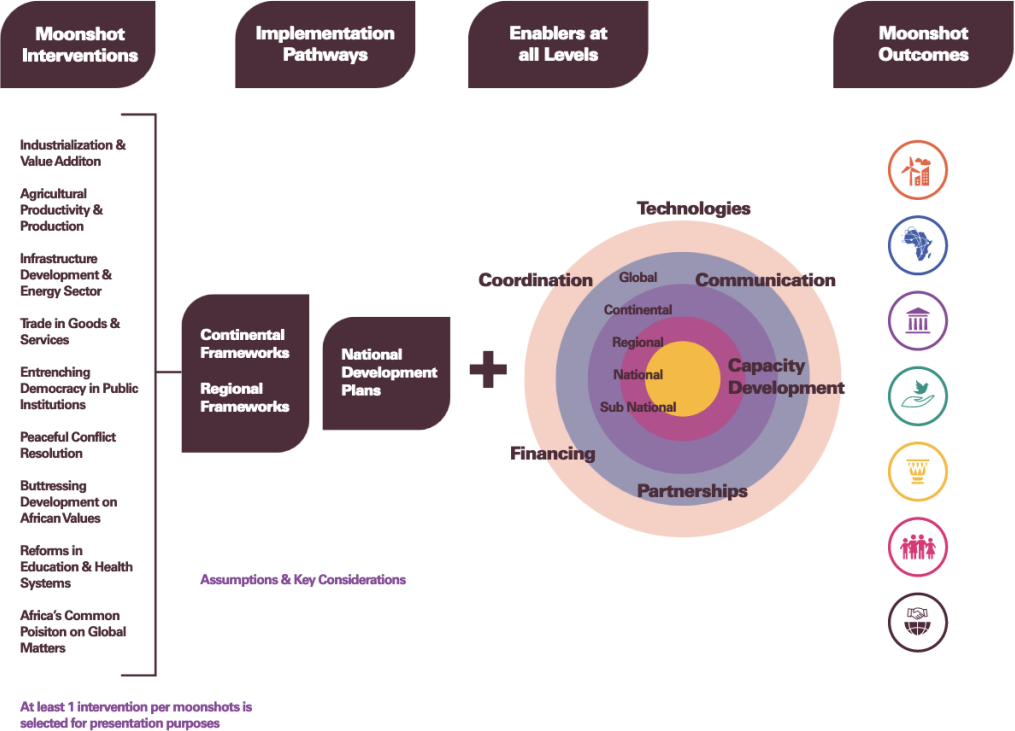 Moonshot
Interventions
Implementation
Pathways
Enablers at
all Levels
Moonshot
Outcomes
Industrialization &
Value Additon
Agricultural
Productivity &
Production
Infrastructure
Development &
Energy Sector
Trade in Goods &
Services
Entrenching
Democracy in Public
Institutions
Peaceful Conflict
Resolution
Buttressing
Development on
African Values
Reforms in
Education & Health
Systems
Africa's Common
Poisiton on Global
Matters
At least 1 intervention per moonshots is
selected for presentation purposes
Continental
Frameworks
Regional
Frameworks
National
Development
Plans
Assumptions & Key Considerations
+
Technologies
Coordination
Communication
Capacity
Development
Financing
Partnerships
Global
Continental
Regional
National
Sub National